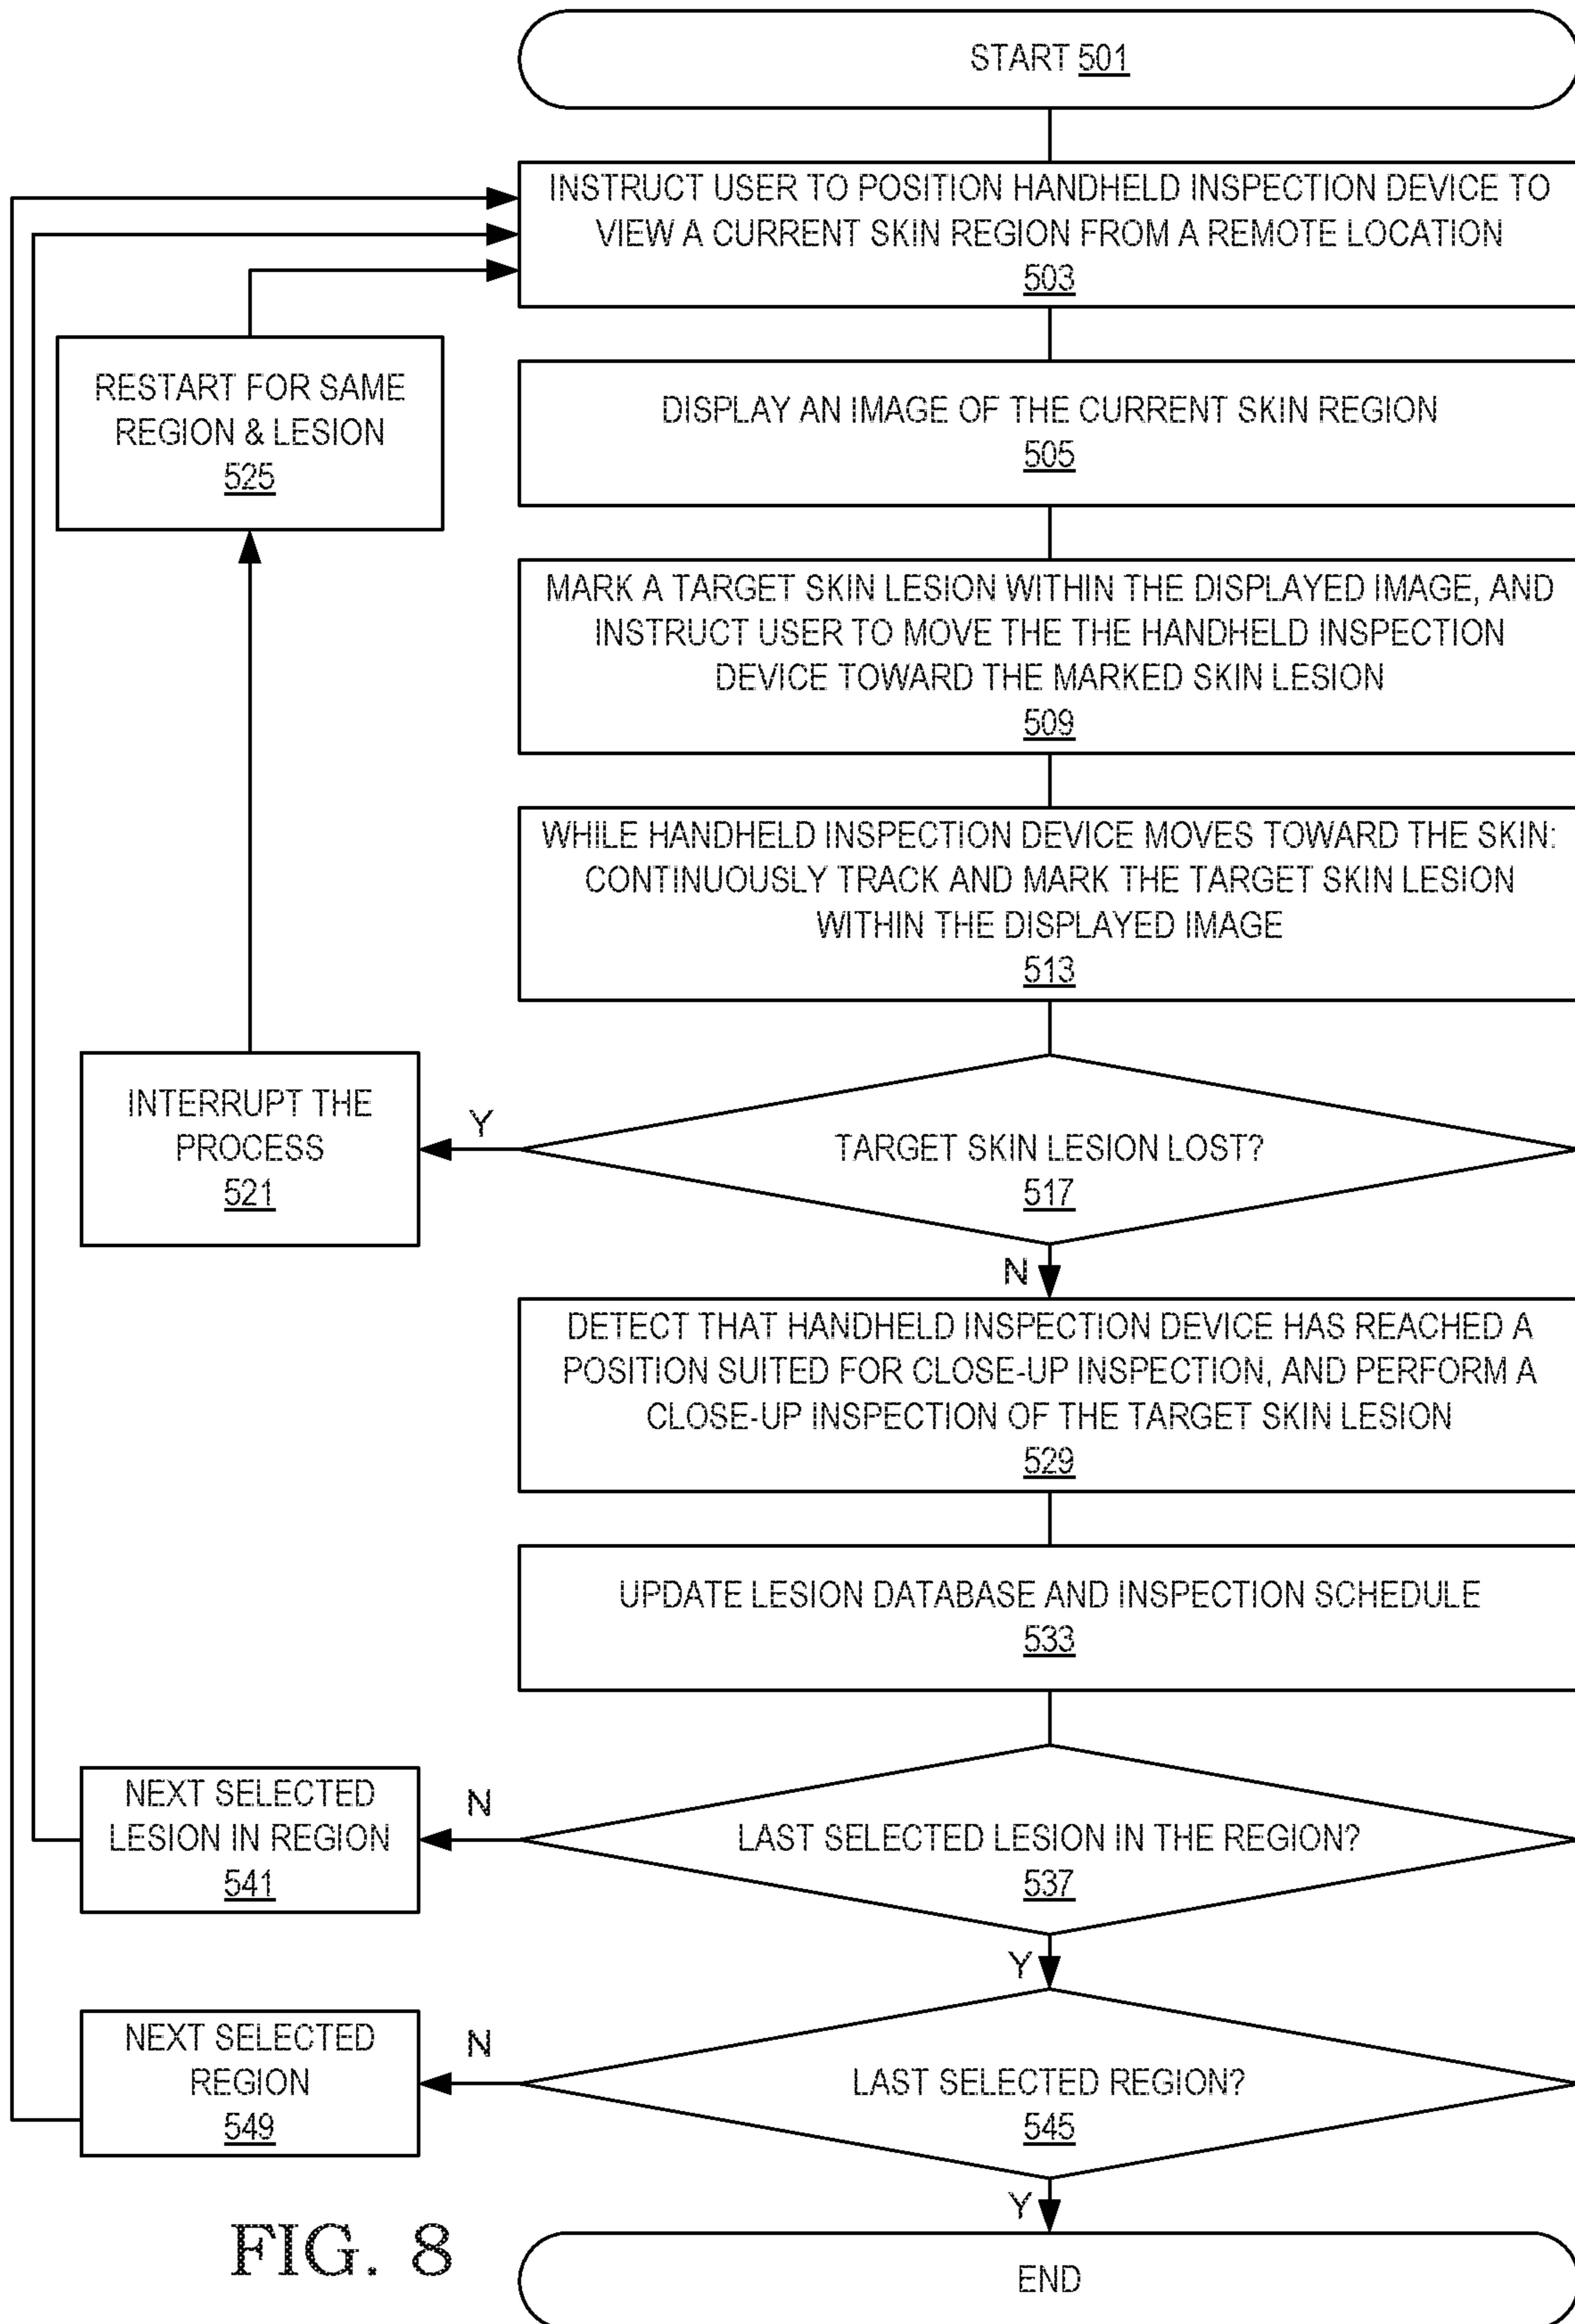 START 501
INSTRUCT USER TO POSITION HANDHELD INSPECTION DEVICE TO
VIEW A CURRENT SKIN REGION FROM A REMOTE LOCATION
503
RESTART FOR SAME
REGION & LESION
525
DISPLAY AN IMAGE OF THE CURRENT SKIN REGION
505
MARK A TARGET SKIN LESION WITHIN THE DISPLAYED IMAGE, AND
INSTRUCT USER TO MOVE THE THE HANDHELD INSPECTION
DEVICE TOWARD THE MARKED SKIN LESION
509
WHILE HANDHELD INSPECTION DEVICE MOVES TOWARD THE SKIN:
CONTINUOUSLY TRACK AND MARK THE TARGET SKIN LESION
WITHIN THE DISPLAYED IMAGE
513
INTERRUPT THE
PROCESS
521
Y
TARGET SKIN LESION LOST?
517
N
DETECT THAT HANDHELD INSPECTION DEVICE HAS REACHED A
POSITION SUITED FOR CLOSE-UP INSPECTION, AND PERFORM A
CLOSE-UP INSPECTION OF THE TARGET SKIN LESION
529
UPDATE LESION DATABASE AND INSPECTION SCHEDULE
533
NEXT SELECTED
LESION IN REGION
541
N
LAST SELECTED LESION IN THE REGION?
537
Y
NEXT SELECTED
REGION
549
N
LAST SELECTED REGION?
545
Y
FIG. 8
END